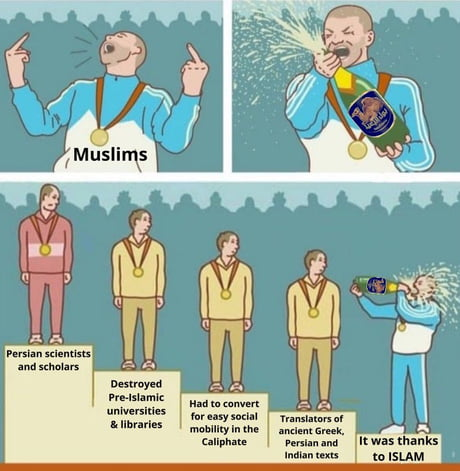 Muslims
Persian scientists
and scholars
Destroyed
Pre-Islamic
universities
& libraries
Had to convert
for easy social
mobility in the
Caliphate
Translators of
ancient Greek,
Persian and
Indian texts
It was thanks
to ISLAM